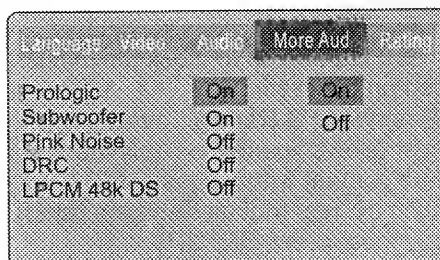 Language Video Audio More Aud Rating
Prologic On On
Subwoofer On Off
Pink Noise Off
DRC Off
LPCM 48k DS Off